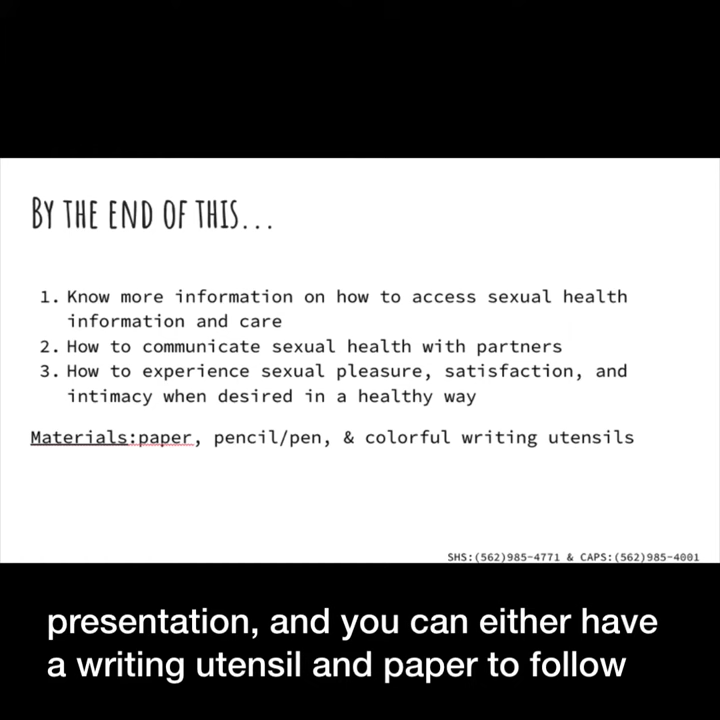 By the end of this...
1. Know more information on how to access sexual health
information and care
2. How to communicate sexual health with partners
3. How to experience sexual pleasure, satisfaction, and
intimacy when desired in a healthy way
Materials:paper, pencil/pen, & colorful writing utensils
SHS:(562)985-4771 & CAPS:(562)985-4001
presentation, and you can either have
a writing utensil and paper to follow